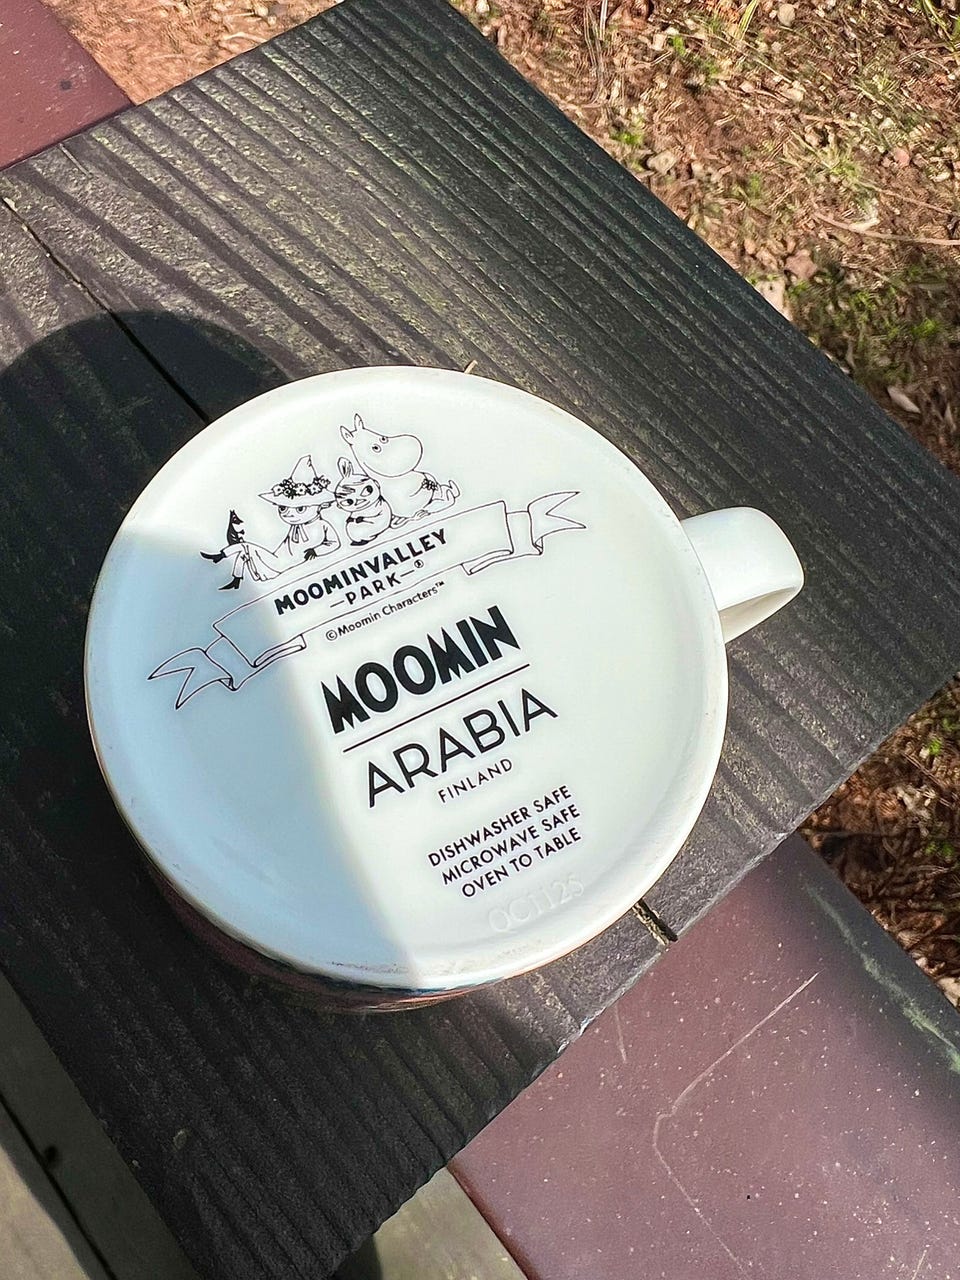 MOOMINVALLEY
—PARK—®
© Moomin Characters™
MOOMIN
ARABIA
FINLAND
DISHWASHER SAFE
MICROWAVE SAFE
OVEN TO TABLE